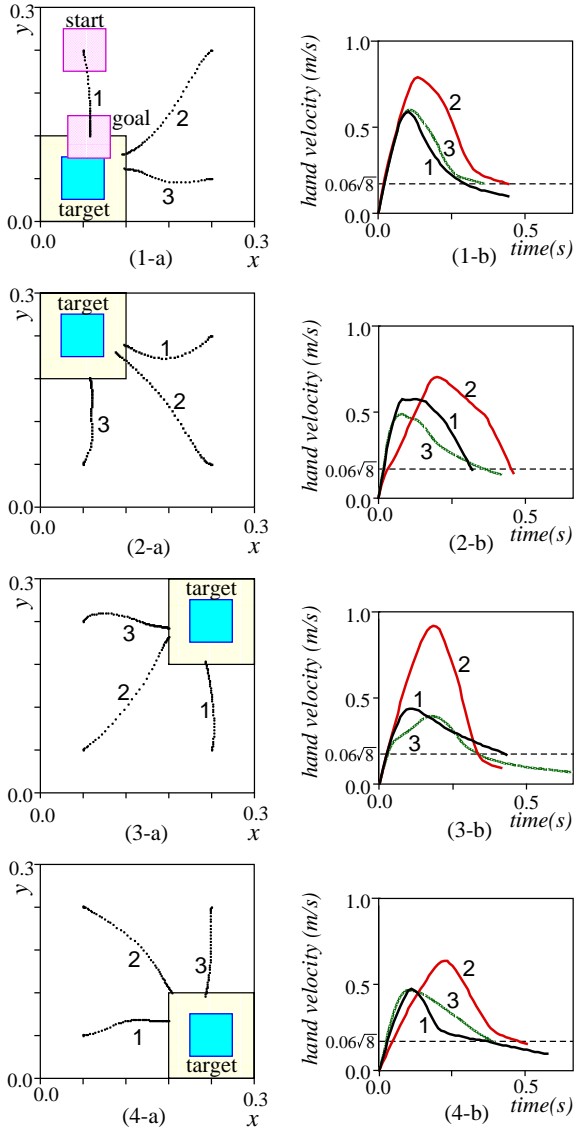 0.3
start
y
1
2
goal
3
target
0.0
0.0
0.3
(1-a)
x
hand velocity (m/s)
1.0
2
0.5
3
1
0.06√8
0.0
0.5
0.0
time(s)
(1-b)
0.3
target
y
1
2
3
0.0
0.0
0.3
(2-a)
x
hand velocity (m/s)
1.0
2
1
0.5
3
0.06√8
0.0
0.5
0.0
time(s)
(2-b)
0.3
target
y
3
2
1
0.0
0.0
0.3
(3-a)
x
hand velocity (m/s)
1.0
2
1
0.5
3
0.06√8
0.0
0.5
0.0
time(s)
(3-b)
0.3
y
2
3
1
target
0.0
0.0
0.3
(4-a)
x
hand velocity (m/s)
1.0
2
0.5
3
1
0.06√8
0.0
0.5
0.0
time(s)
(4-b)